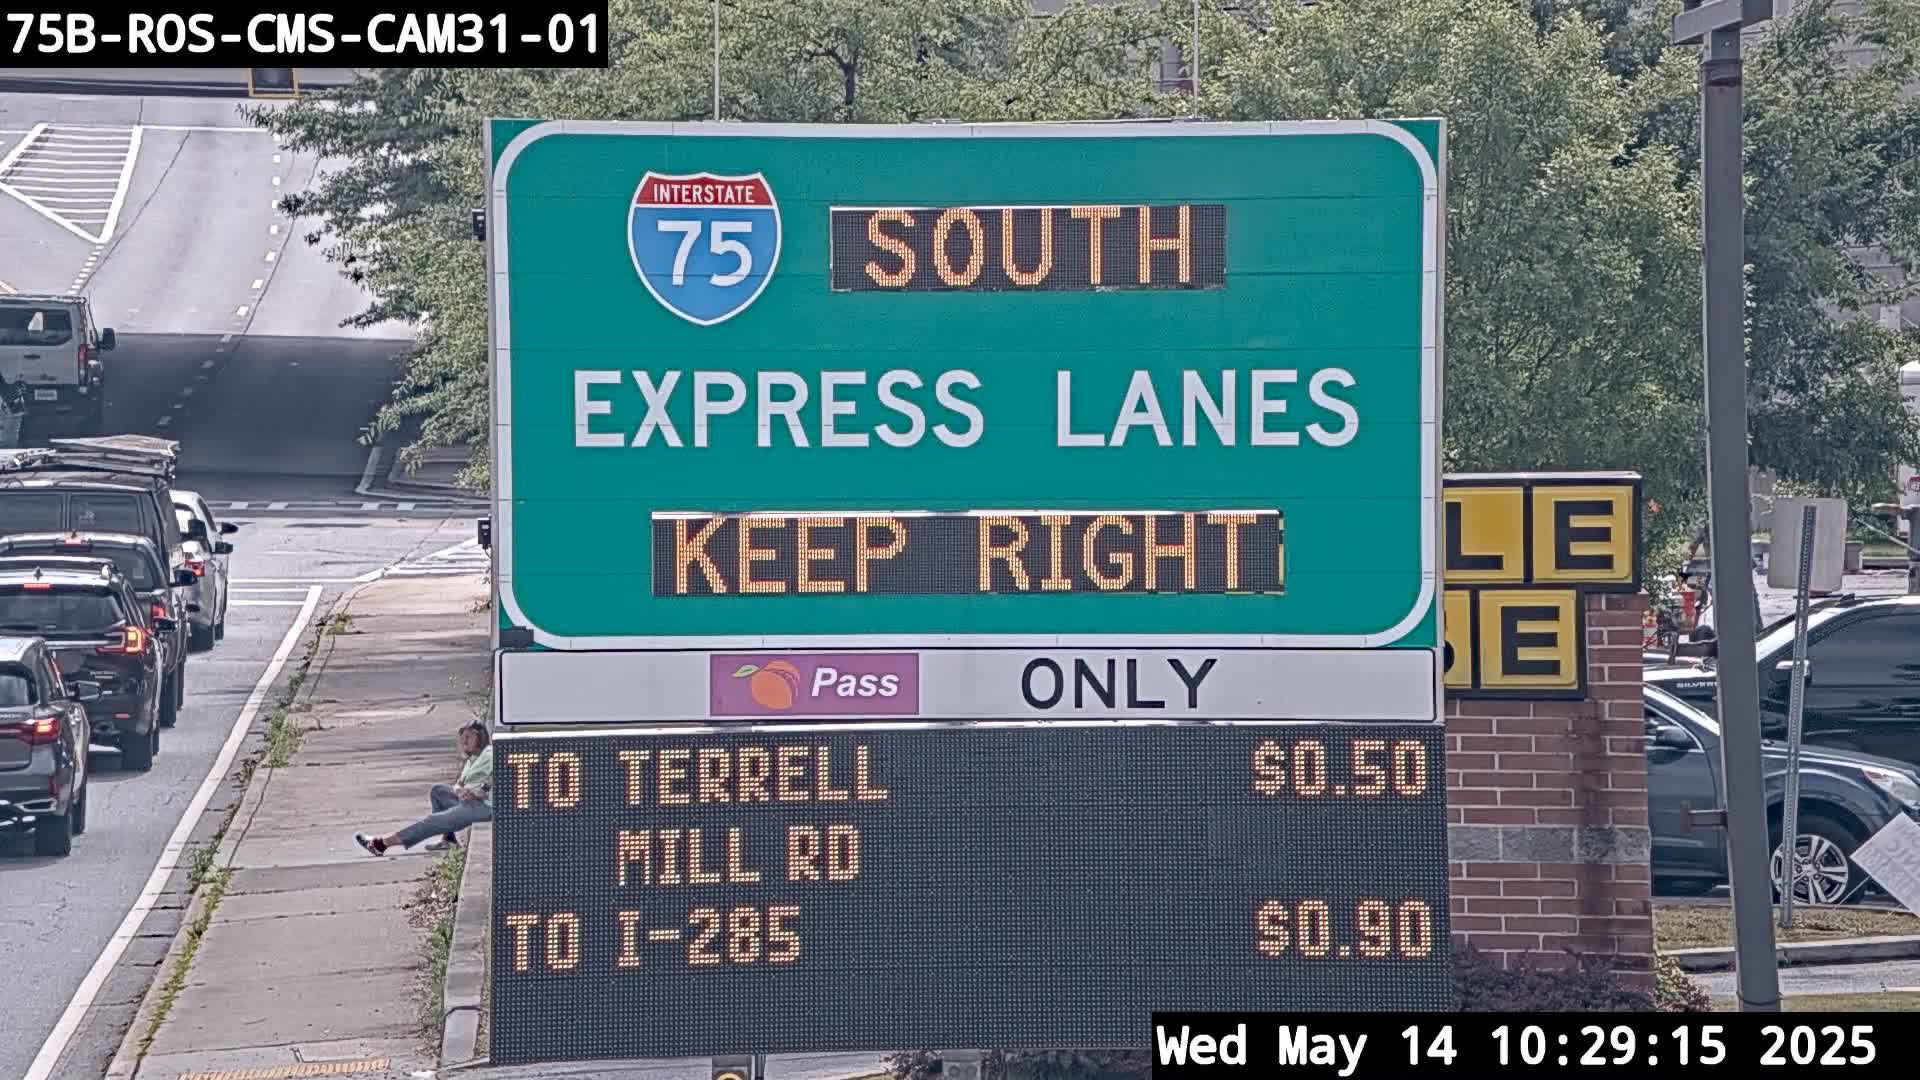 75B-ROS-CMS-CAM31-01
INTERSTATE
75
SOUTH
EXPRESS LANES
KEEP RIGHT
Pass ONLY
TO TERRELL $0.50
MILL RD
TO I-285 $0.90
LE
E
Wed May 14 10:29:15 2025